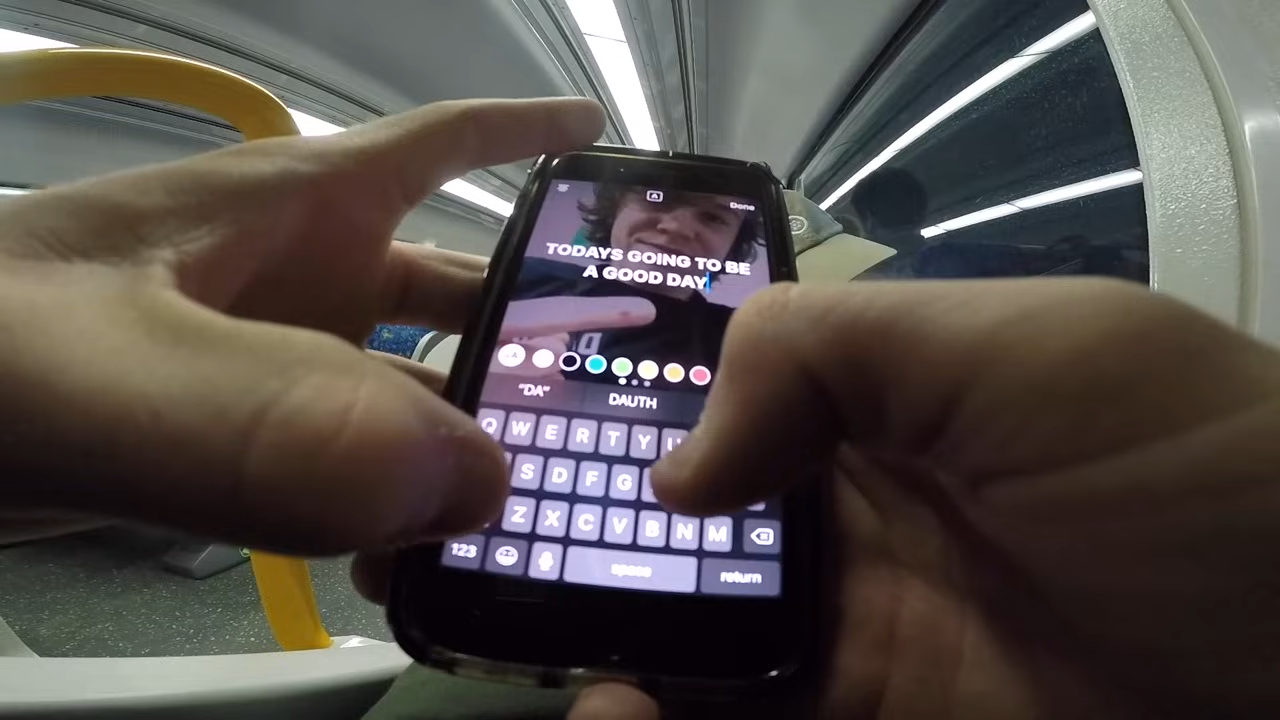 Done
TODAYS GOING TO BE
A GOOD DAY
"DA"
DAUTH
Q W E R T Y U
S D F G
Z X C V B N M
123
space
return